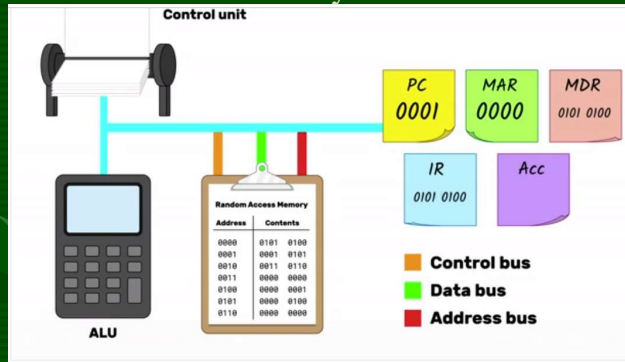 Control unit
PC
0001
MAR
0000
MDR
0101 0100
IR
0101 0100
Acc
Random Access Memory
Address Contents
0000 0101 0100
0001 0001 0101
0010 0011 0110
0011 0000 0000
0100 0000 0001
0101 0000 0100
0110 0000 0000
ALU
Control bus
Data bus
Address bus